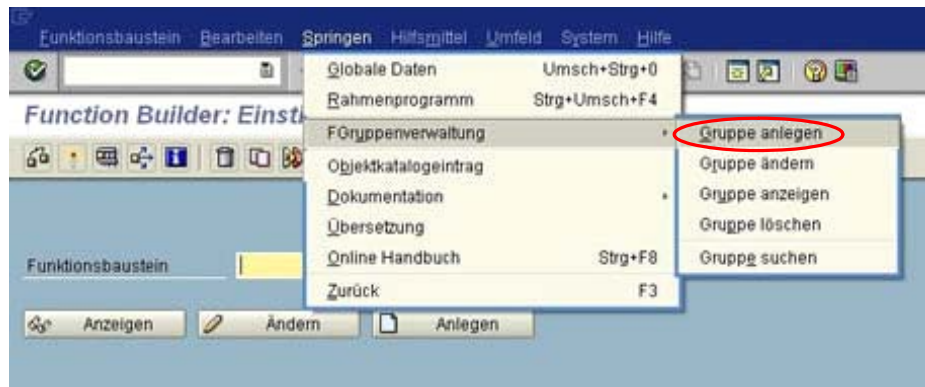 Funktionsbaustein Bearbeiten Springen Hilfsmittel Umfeld System Hilfe
Globale Daten Umsch+Strg+0
Rahmenprogramm Strg+Umsch+F4
Function Builder: Einsti
FGruppenverwaltung
Gruppe anlegen
Objektkatalogeintrag
Gruppe ändern
Dokumentation
Gruppe anzeigen
Übersetzung
Gruppe löschen
Online Handbuch Strg+F8
Gruppe suchen
Funktionsbaustein
Zurück F3
Anzeigen Ändern Anlegen